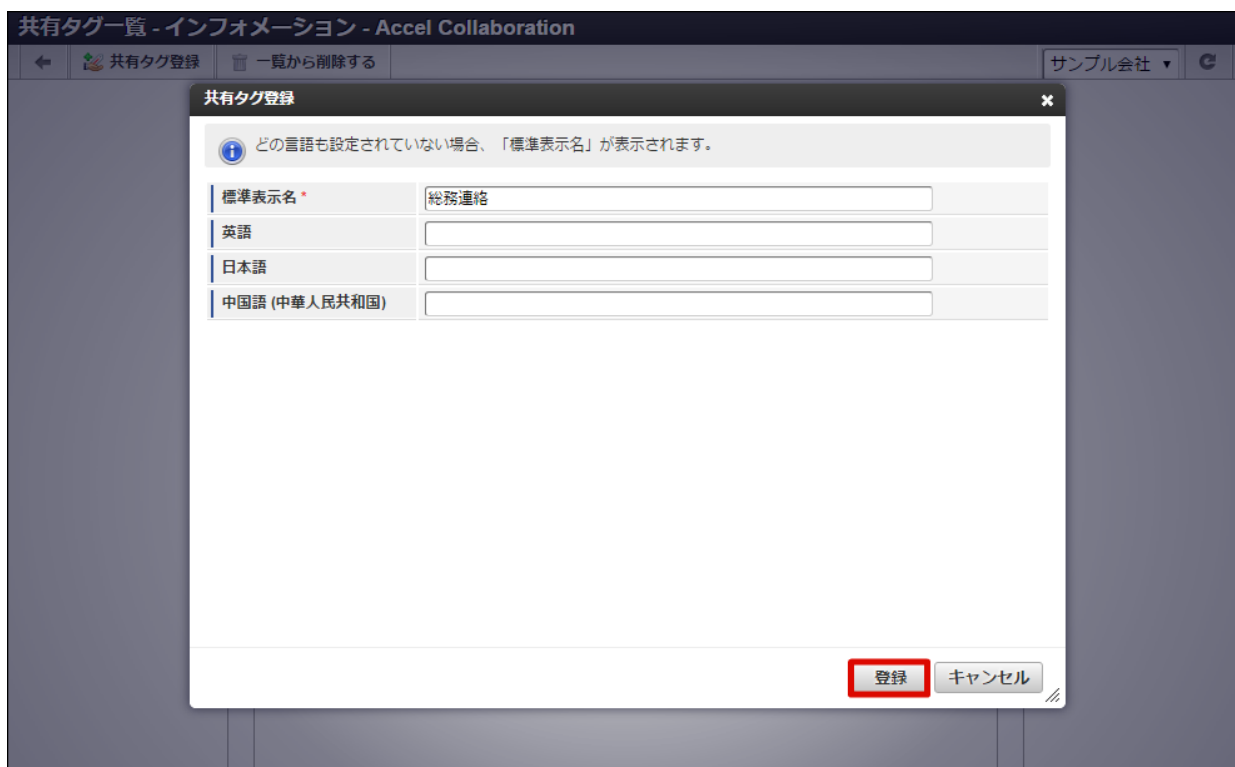 共有タグ一覧 - インフォメーション - Accel Collaboration
共有タグ登録 一覧から削除する サンプル会社
共有タグ登録
どの言語も設定されていない場合、「標準表示名」が表示されます。
標準表示名 * 総務連絡
英語
日本語
中国語 (中華人民共和国)
登録 キャンセル